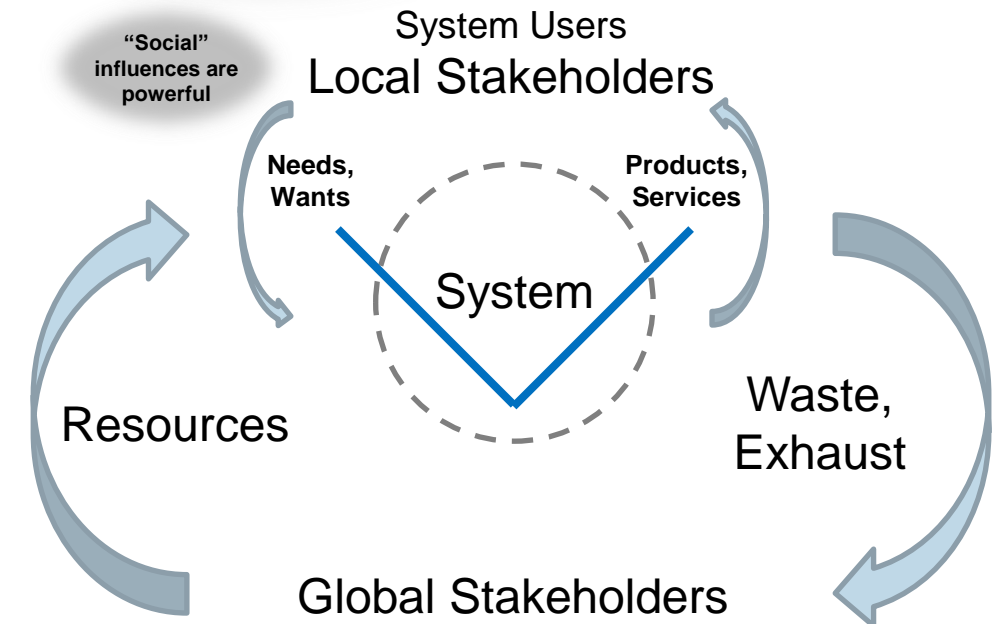 “Social”
influences are
powerful
System Users
Local Stakeholders
Needs,
Wants
Products,
Services
System
Resources
Waste,
Exhaust
Global Stakeholders